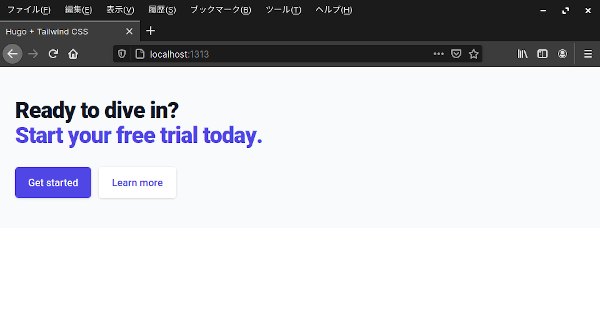 ファイル(F) 編集(E) 表示(V) 履歴(S) ブックマーク(B) ツール(T) ヘルプ(H)
Hugo + Tailwind CSS
localhost:1313
Ready to dive in?
Start your free trial today.
Get started Learn more